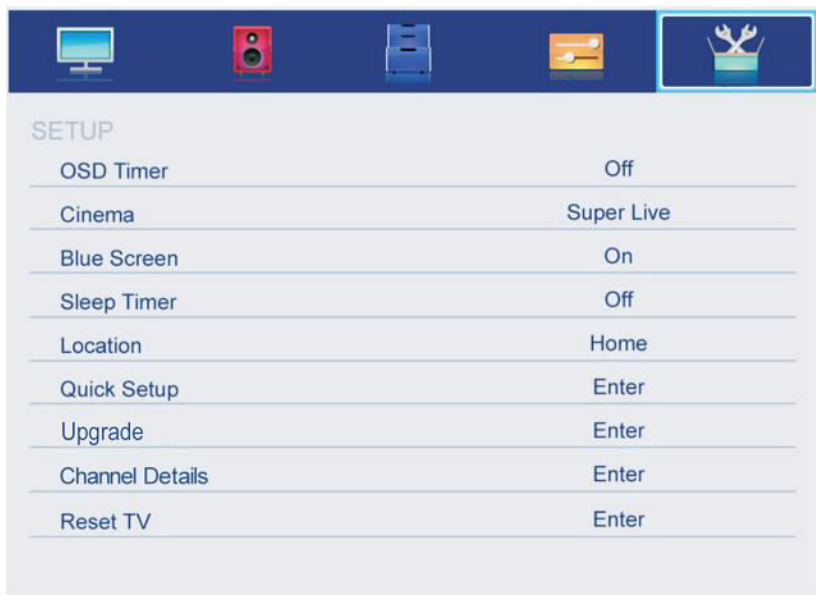 SETUP
OSD Timer Off
Cinema Super Live
Blue Screen On
Sleep Timer Off
Location Home
Quick Setup Enter
Upgrade Enter
Channel Details Enter
Reset TV Enter